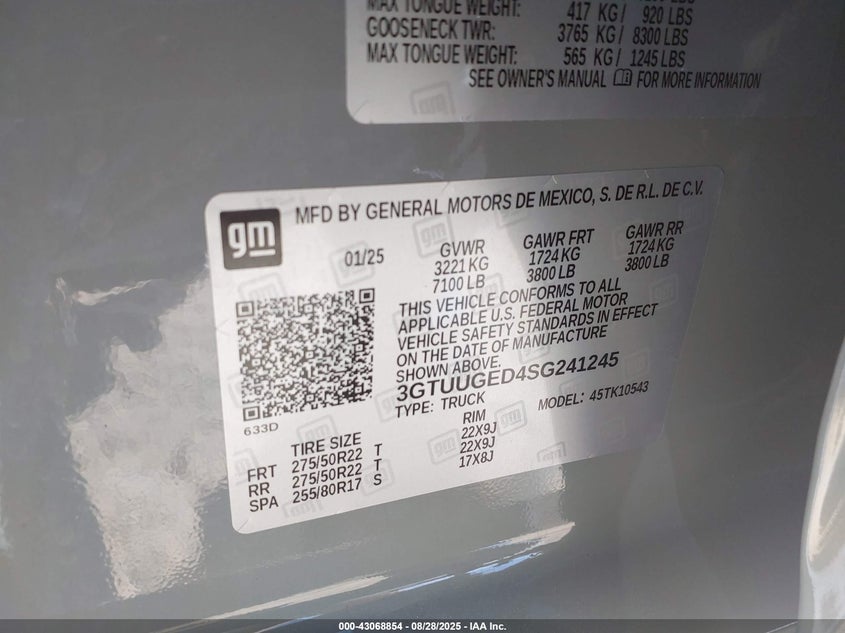 MAX TONGUE WEIGHT: 417 KG/ 920 LBS
GOOSENECK TWR: 3765 KG/ 8300 LBS
MAX TONGUE WEIGHT: 565 KG/ 1245 LBS
SEE OWNER'S MANUAL FOR MORE INFORMATION
gm
gm MFD BY GENERAL MOTORS DE MEXICO, S. DE R.L. DE C.V.
01/25 GVWR GAWR FRT GAWR RR
3221 KG 1724 KG 1724 KG
7100 LB 3800 LB 3800 LB
THIS VEHICLE CONFORMS TO ALL
APPLICABLE U.S. FEDERAL MOTOR
VEHICLE SAFETY STANDARDS IN EFFECT
ON THE DATE OF MANUFACTURE
SHOWN ABOVE.
3GTUUGED4SG241245
TYPE: TRUCK MODEL: 45TK10543
633D
TIRE SIZE RIM
FRT 275/50R22 T 22X9J
RR 275/50R22 T 22X9J
SPA 255/80R17 S 17X8J
000-43068854 - 08/28/2025 - IAA Inc.